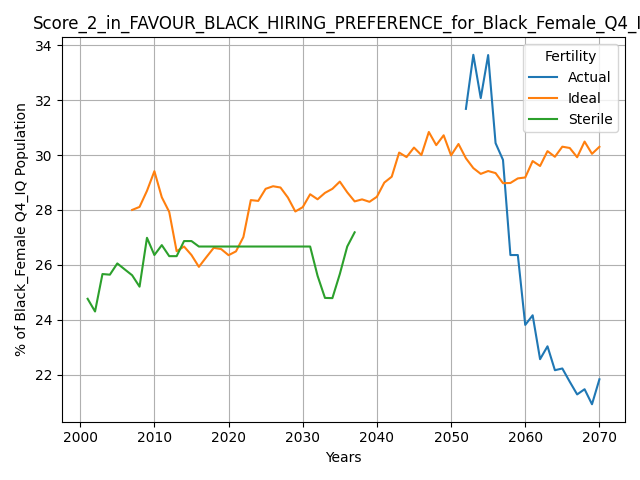 Score_2_in_FAVOUR_BLACK_HIRING_PREFERENCE_for_Black_Female_Q4_I
Fertility
Actual
Ideal
Sterile
% of Black_Female Q4_IQ Population
34
32
30
28
26
24
22
2000 2010 2020 2030 2040 2050 2060 2070
Years